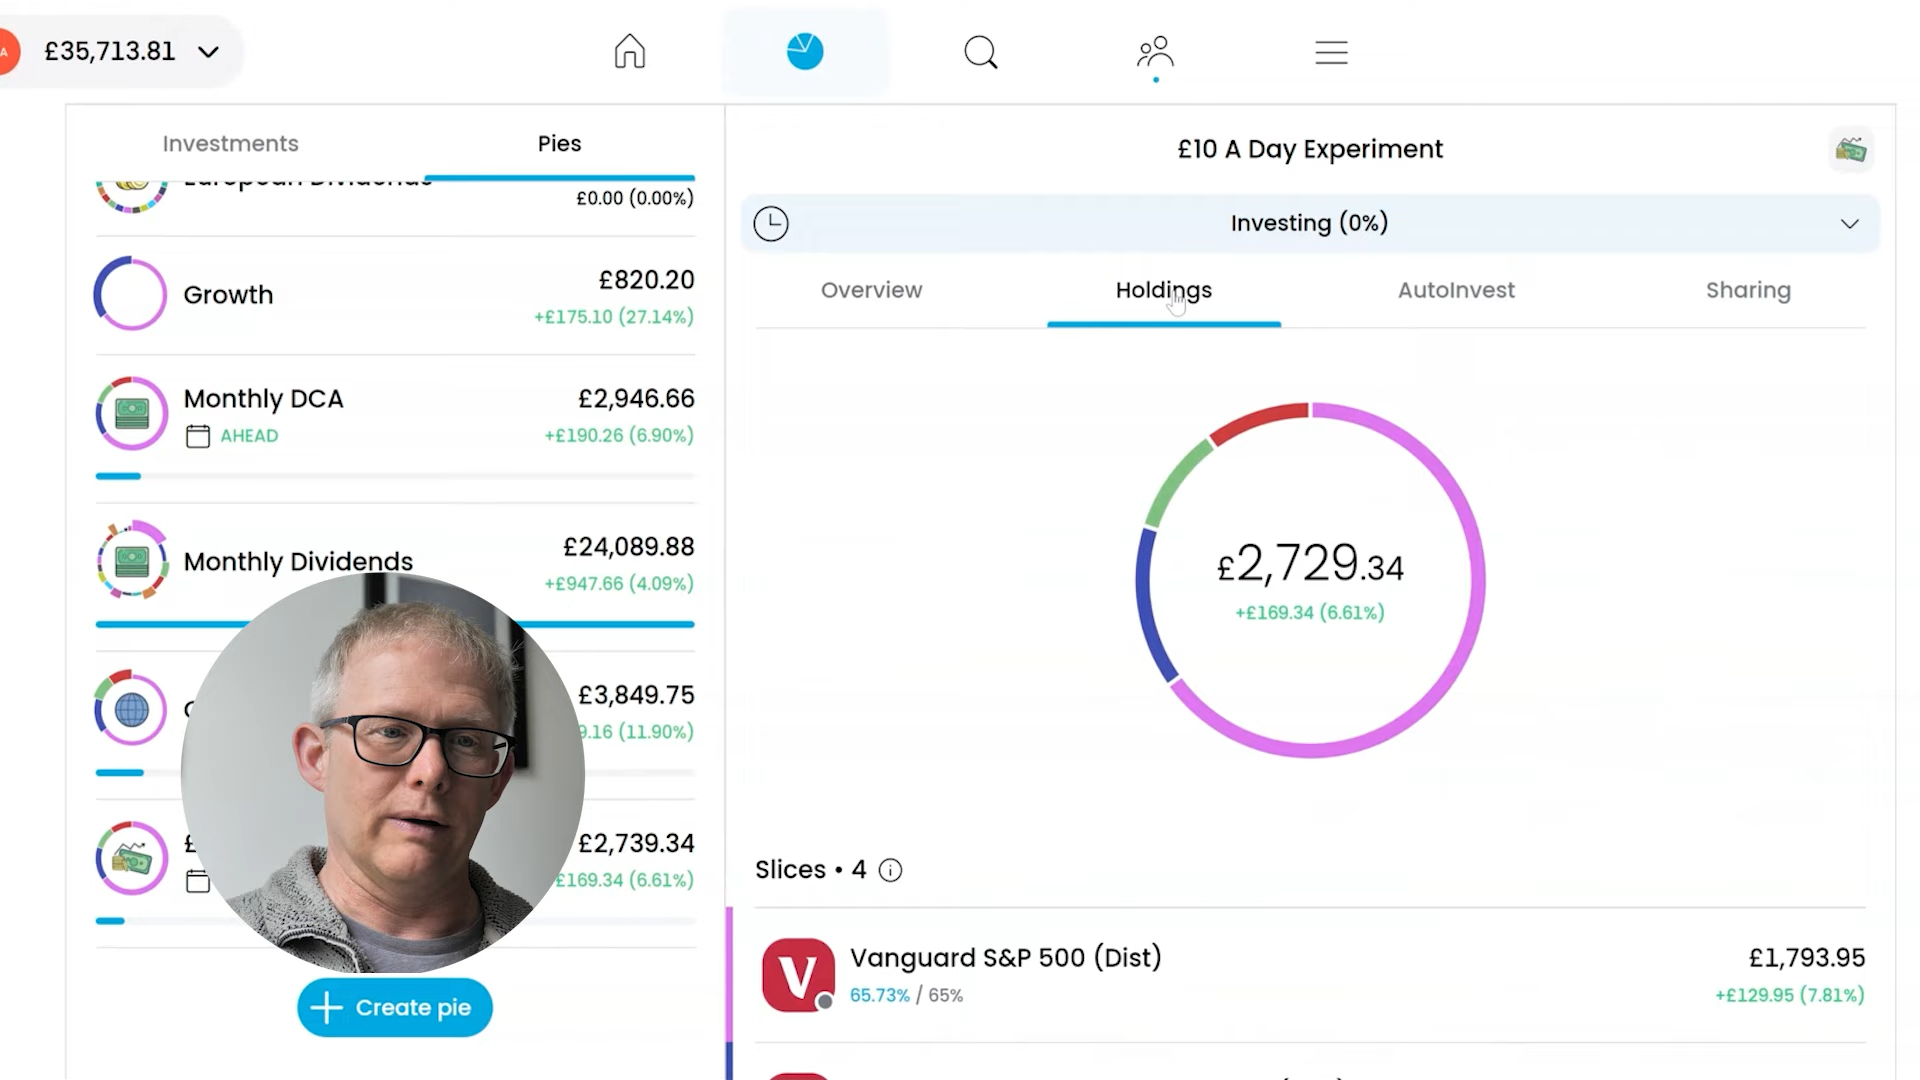 A
£35,713.81
Investments
Pies
European Dividends
£0.00 (0.00%)
Growth
£820.20
+£175.10 (27.14%)
Monthly DCA
AHEAD
£2,946.66
+£190.26 (6.90%)
Monthly Dividends
£24,089.88
+£947.66 (4.09%)
£3,849.75
9.16 (11.90%)
£2,739.34
£169.34 (6.61%)
Create pie
£10 A Day Experiment
Investing (0%)
Overview
Holdings
AutoInvest
Sharing
£2,729.34
+£169.34 (6.61%)
Slices • 4
V
Vanguard S&P 500 (Dist)
65.73% / 65%
£1,793.95
+£129.95 (7.81%)